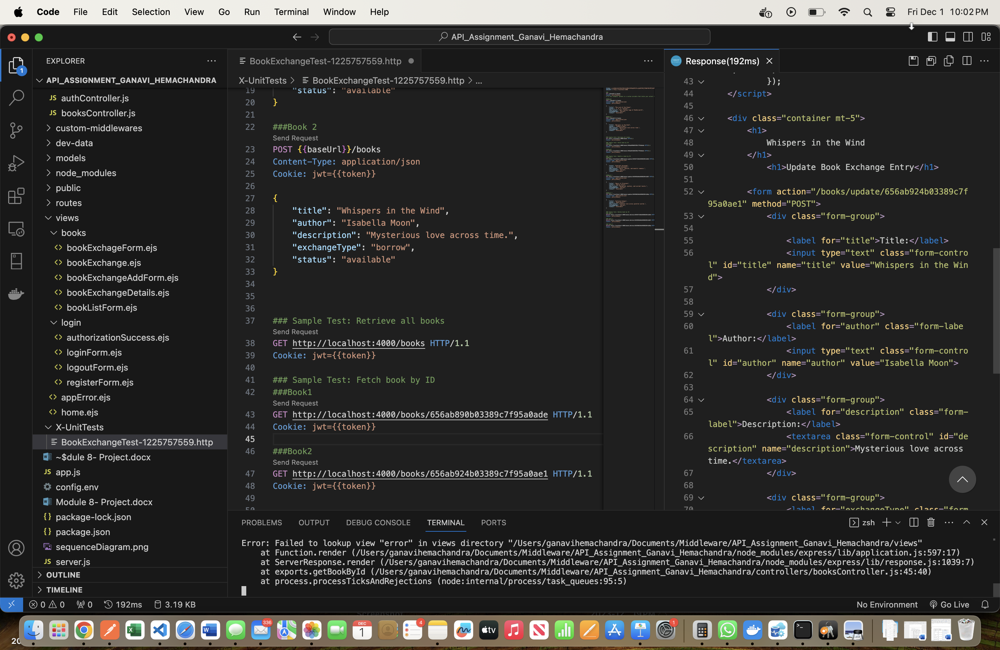 Code File Edit Selection View Go Run Terminal Window Help
Fri Dec 1 10:02 PM
API_Assignment_Ganavi_Hemachandra
EXPLORER
1
API_ASSIGNMENT_GANAVI_HEMACHANDRA
JS authController.js
JS booksController.js
custom-middlewares
dev-data
models
node_modules
public
routes
views
books
<> bookExchageForm.ejs
<> bookExchange.ejs
<> bookExchangeAddForm.ejs
<> bookExchangeDetails.ejs
<> bookListForm.ejs
login
<> authorizationSuccess.ejs
<> loginForm.ejs
<> logoutForm.ejs
<> registerForm.ejs
<> appError.ejs
<> home.ejs
X-UnitTests
BookExchangeTest-1225757559.http
~$dule 8- Project.docx
JS app.js
config.env
Module 8- Project.docx
{} package-lock.json
{} package.json
sequenceDiagram.png
JS server.js
OUTLINE
TIMELINE
BookExchangeTest-1225757559.http
X-UnitTests > BookExchangeTest-1225757559.http > ...
19 "status": "available"
20 }
21
22 ###Book 2
Send Request
23 POST {{baseUrl}}/books
24 Content-Type: application/json
25 Cookie: jwt={{token}}
26
27 {
28 "title": "Whispers in the Wind",
29 "author": "Isabella Moon",
30 "description": "Mysterious love across time.",
31 "exchangeType": "borrow",
32 "status": "available"
33 }
34
35
36
37 ### Sample Test: Retrieve all books
Send Request
38 GET http://localhost:4000/books HTTP/1.1
39 Cookie: jwt={{token}}
40
41 ### Sample Test: Fetch book by ID
42 ###Book1
Send Request
43 GET http://localhost:4000/books/656ab890b03389c7f95a0ade HTTP/1.1
44 Cookie: jwt={{token}}
45
46 ###Book2
Send Request
47 GET http://localhost:4000/books/656ab924b03389c7f95a0ae1 HTTP/1.1
48 Cookie: jwt={{token}}
49
50
Response(192ms)
43 });
44 </script>
45
46 <div class="container mt-5">
47 <h1>
48 Whispers in the Wind
49 </h1>
50 <h1>Update Book Exchange Entry</h1>
51
52 <form action="/books/update/656ab924b03389c7f
95a0ae1" method="POST">
53 <div class="form-group">
54
55 <label for="title">Title:</label>
56 <input type="text" class="form-contro
l" id="title" name="title" value="Whispers in the Win
d">
57 </div>
58
59 <div class="form-group">
60 <label for="author" class="form-labe
l">Author:</label>
61 <input type="text" class="form-contro
l" id="author" name="author" value="Isabella Moon">
62 </div>
63
64 <div class="form-group">
65 <label for="description" class="form-
label">Description:</label>
66 <textarea class="form-control" id="de
scription" name="description">Mysterious love across
time.</textarea>
67 </div>
68
69 <div class="form-group">
70 <label for="exchangeType" class="form
PROBLEMS OUTPUT DEBUG CONSOLE TERMINAL PORTS
zsh
Error: Failed to lookup view "error" in views directory "/Users/ganavihemachandra/Documents/Middleware/API_Assignment_Ganavi_Hemachandra/views"
at Function.render (/Users/ganavihemachandra/Documents/Middleware/API_Assignment_Ganavi_Hemachandra/node_modules/express/lib/application.js:597:17)
at ServerResponse.render (/Users/ganavihemachandra/Documents/Middleware/API_Assignment_Ganavi_Hemachandra/node_modules/express/lib/response.js:1039:7)
at exports.getBookById (/Users/ganavihemachandra/Documents/Middleware/API_Assignment_Ganavi_Hemachandra/controllers/booksController.js:45:40)
at process.processTicksAndRejections (node:internal/process/task_queues:95:5)
0 0 0 192ms 3.19 KB
No Environment Go Live
336
DEC
1
4
tv
1
20